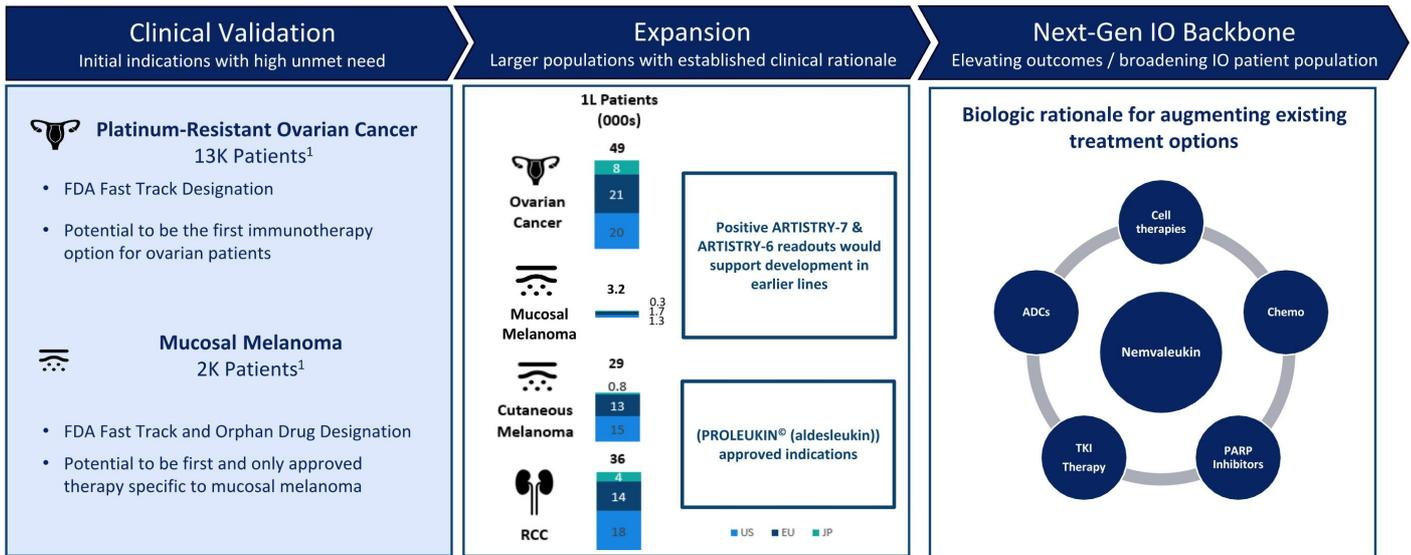 Clinical Validation
Initial indications with high unmet need
Expansion
Larger populations with established clinical rationale
Next-Gen IO Backbone
Elevating outcomes / broadening IO patient population
Platinum-Resistant Ovarian Cancer
13K Patients¹
• FDA Fast Track Designation
• Potential to be the first immunotherapy
option for ovarian patients
Mucosal Melanoma
2K Patients¹
• FDA Fast Track and Orphan Drug Designation
• Potential to be first and only approved
therapy specific to mucosal melanoma
1L Patients
(000s)
49
8
21
20
Ovarian
Cancer
3.2
0.3
1.7
1.3
Mucosal
Melanoma
29
0.8
13
15
Cutaneous
Melanoma
36
4
14
18
RCC
US EU JP
Positive ARTISTRY-7 &
ARTISTRY-6 readouts would
support development in
earlier lines
(PROLEUKIN© (aldesleukin))
approved indications
Biologic rationale for augmenting existing
treatment options
Cell
therapies
ADCs
Chemo
Nemvaleukin
TKI
Therapy
PARP
Inhibitors